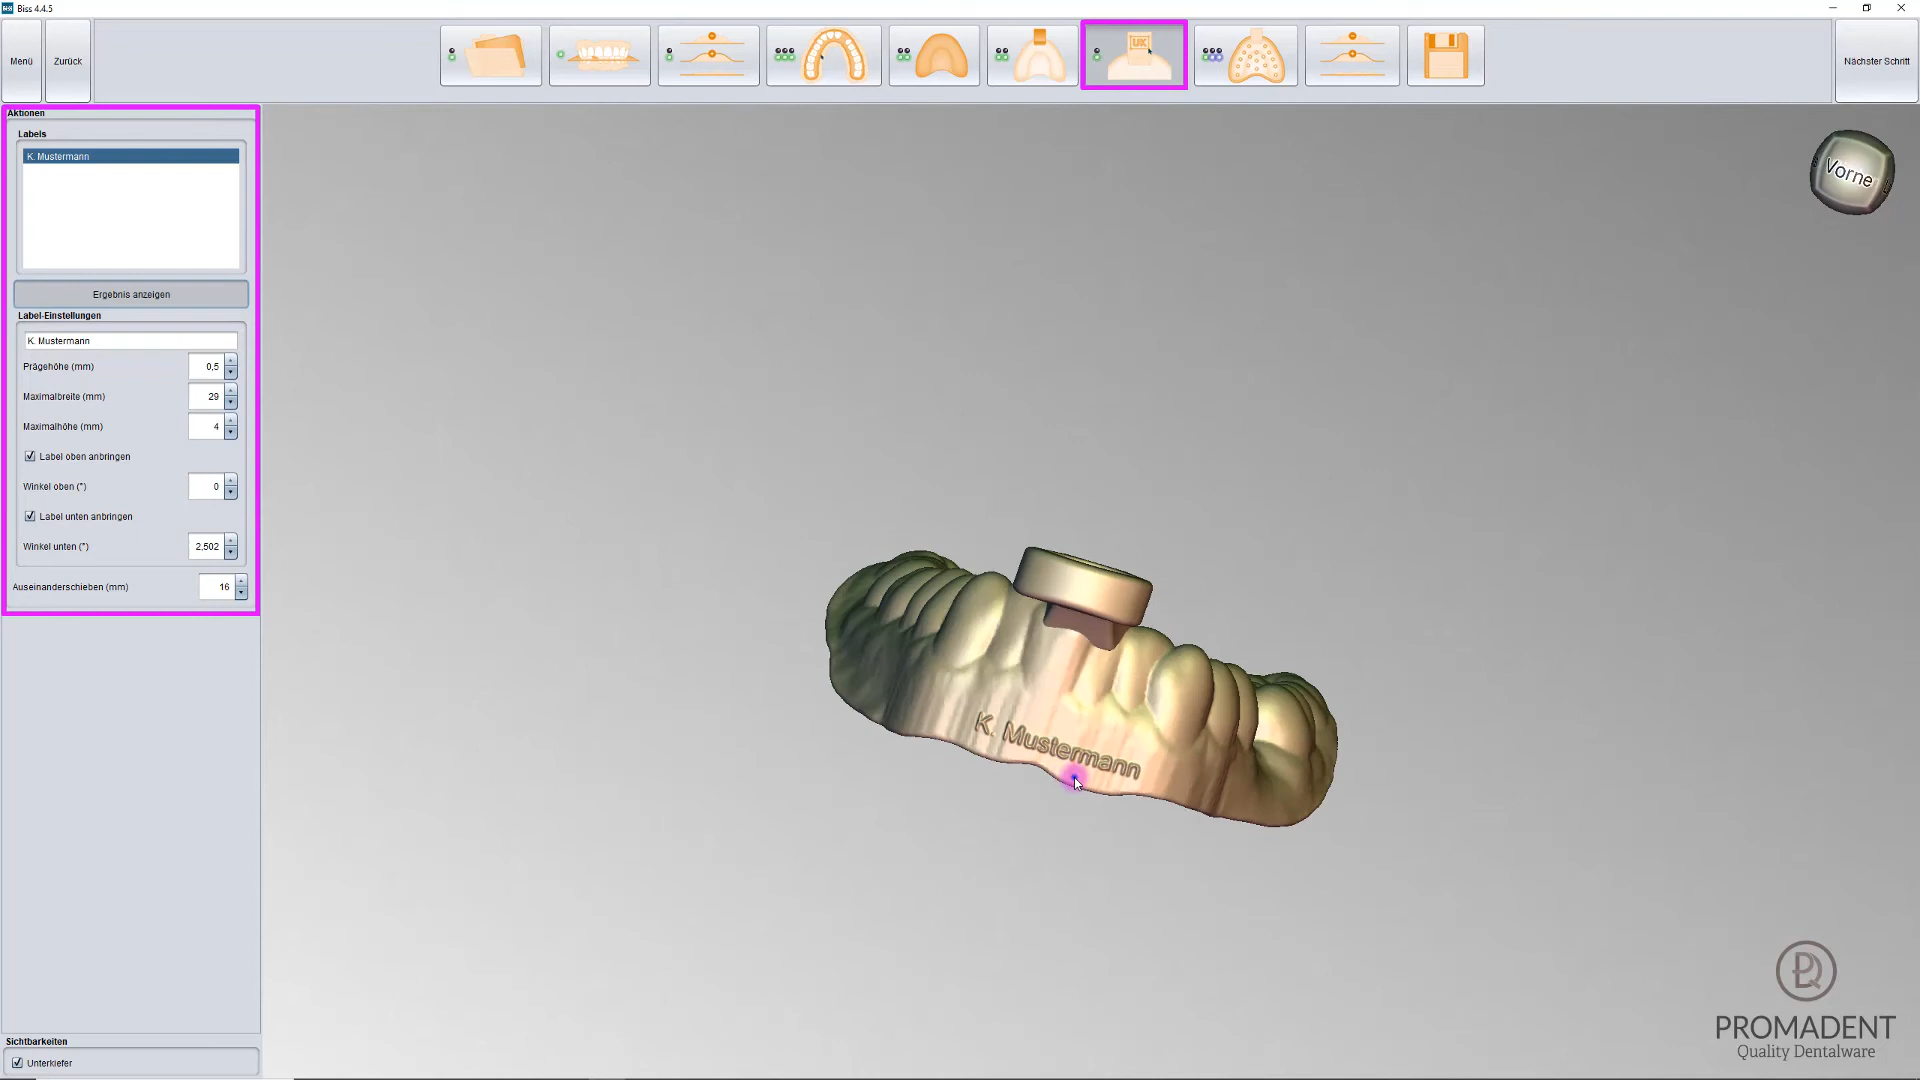 Biss 4.4.5
Menü
Zurück
UK
Nächster Schritt
Aktionen
Labels
K. Mustermann
Ergebnis anzeigen
Label-Einstellungen
K. Mustermann
Prägehöhe (mm) 0,5
Maximalbreite (mm) 29
Maximalhöhe (mm) 4
Label oben anbringen
Winkel oben (°) 0
Label unten anbringen
Winkel unten (°) 2,502
Auseinanderschieben (mm) 16
Vorne
K. Mustermann
Sichtbarkeiten
Unterkiefer
PROMADENT
Quality Dentalware